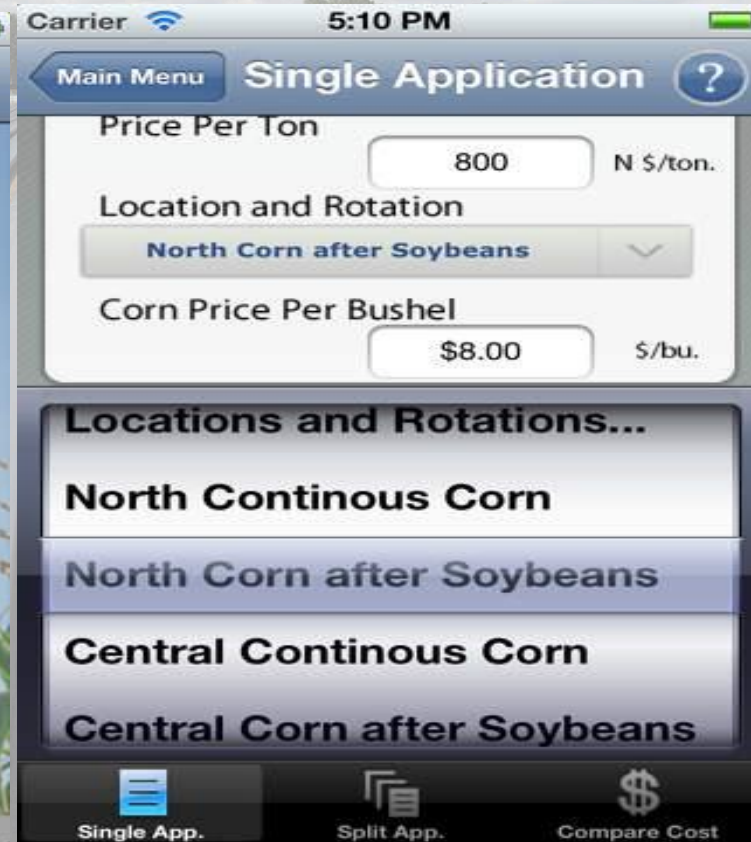 Carrier 5:10 PM
Main Menu Single Application ?
Price Per Ton
800 N $/ton.
Location and Rotation
North Corn after Soybeans
Corn Price Per Bushel
$8.00 $/bu.
Locations and Rotations...
North Continous Corn
North Corn after Soybeans
Central Continous Corn
Central Corn after Soybeans
Single App. Split App. Compare Cost